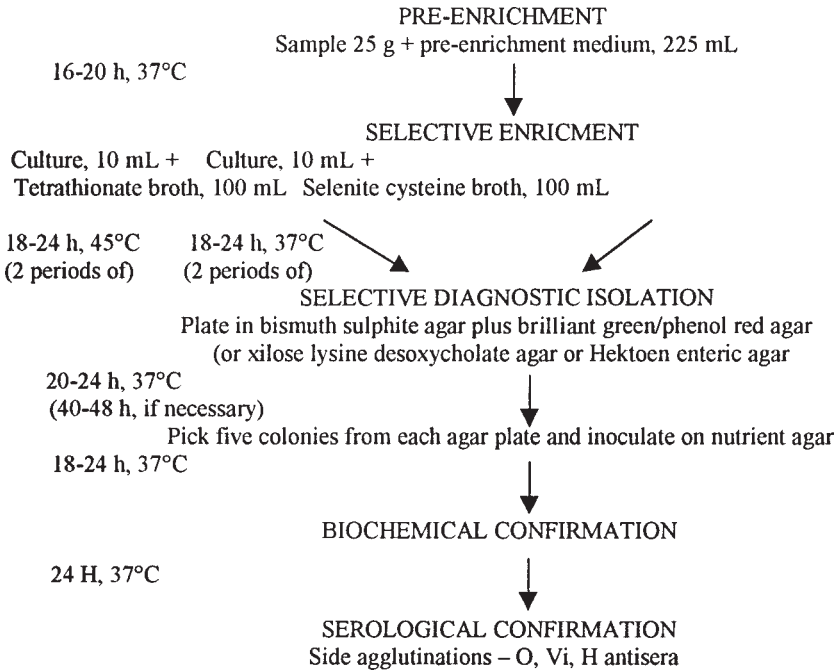 PRE-ENRICHMENT
Sample 25 g + pre-enrichment medium, 225 mL
16-20 h, 37°C
SELECTIVE ENRICMENT
Culture, 10 mL + Culture, 10 mL +
Tetrathionate broth, 100 mL Selenite cysteine broth, 100 mL
18-24 h, 45°C 18-24 h, 37°C
(2 periods of) (2 periods of)
SELECTIVE DIAGNOSTIC ISOLATION
Plate in bismuth sulphite agar plus brilliant green/phenol red agar
(or xilose lysine desoxycholate agar or Hektoen enteric agar
20-24 h, 37°C
(40-48 h, if necessary)
Pick five colonies from each agar plate and inoculate on nutrient agar
18-24 h, 37°C
BIOCHEMICAL CONFIRMATION
24 H, 37°C
SEROLOGICAL CONFIRMATION
Side agglutinations – O, Vi, H antisera